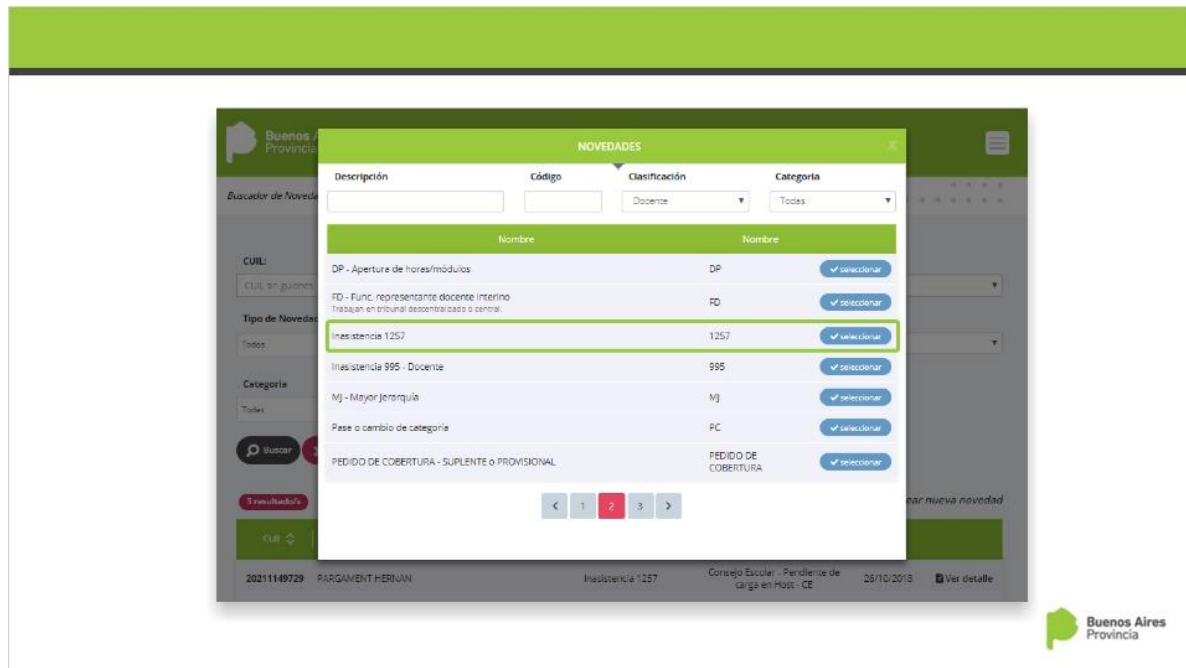 Buenos A
Provincia
NOVEDADES
X
Buscador de Noveda
Descripción
Código
Clasificación
Categoría
Docente
Todas
Nombre
Nombre
CUIL:
CUIL sin guiones
DP - Apertura de horas/módulos
DP
seleccionar
FD - Func. representante docente interino
Trabajan en tribunal descentralizado o central.
FD
seleccionar
Tipo de Novedad
Todos
Inasistencia 1257
1257
seleccionar
Inasistencia 995 - Docente
995
seleccionar
Categoría
Todas
MJ - Mayor Jerarquía
MJ
seleccionar
Pase o cambio de categoría
PC
seleccionar
Buscar
PEDIDO DE COBERTURA - SUPLENTE o PROVISIONAL
PEDIDO DE
COBERTURA
seleccionar
< 1 2 3 >
3 resultado/s
ear nueva novedad
CUIL
20211149729 PARGAMENT HERNAN
Inasistencia 1257
Consejo Escolar - Pendiente de
carga en Host - CE
26/10/2018
Ver detalle
Buenos Aires
Provincia